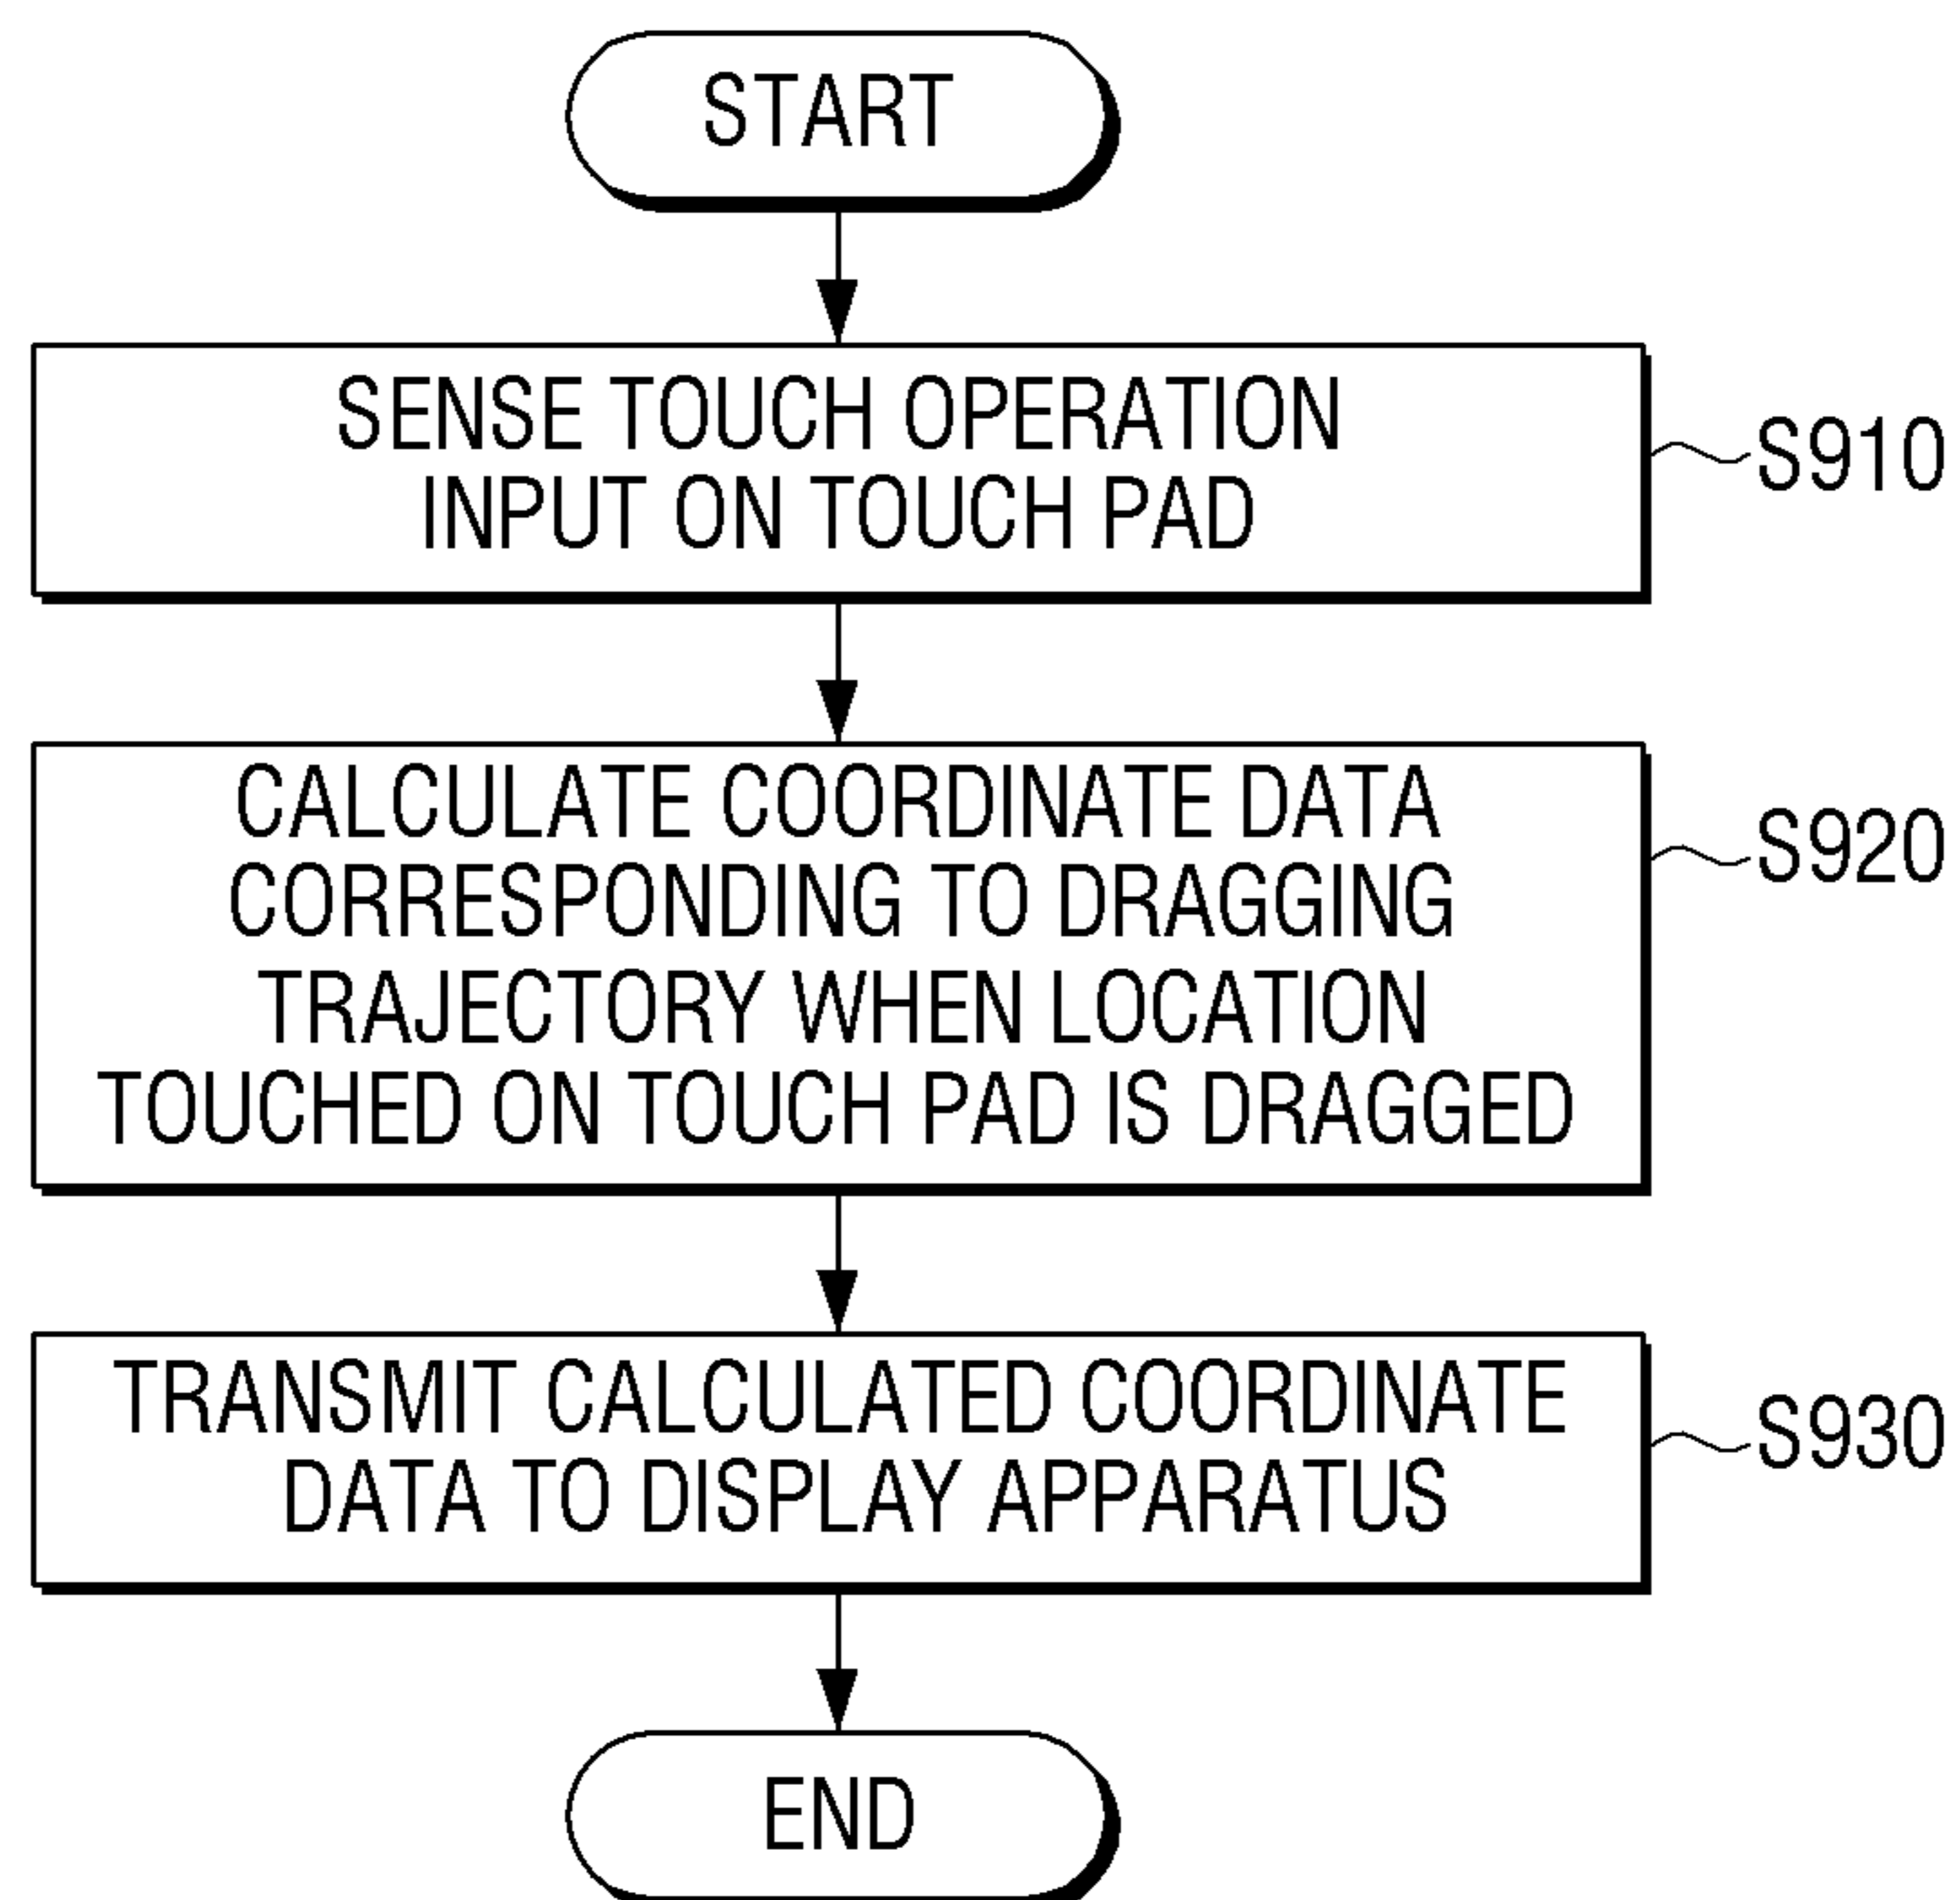 START
SENSE TOUCH OPERATION
INPUT ON TOUCH PAD
S910
CALCULATE COORDINATE DATA
CORRESPONDING TO DRAGGING
TRAJECTORY WHEN LOCATION
TOUCHED ON TOUCH PAD IS DRAGGED
S920
TRANSMIT CALCULATED COORDINATE
DATA TO DISPLAY APPARATUS
S930
END